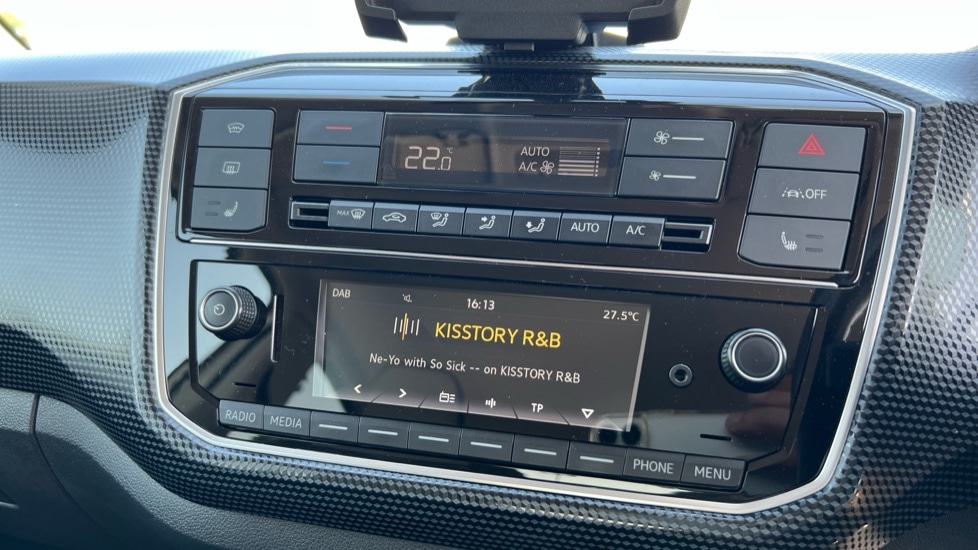 22.0 °C
AUTO
A/C
OFF
MAX
AUTO
A/C
DAB
16:13
27.5°C
KISSTORY R&B
Ne-Yo with So Sick -- on KISSTORY R&B
TP
RADIO
MEDIA
PHONE
MENU